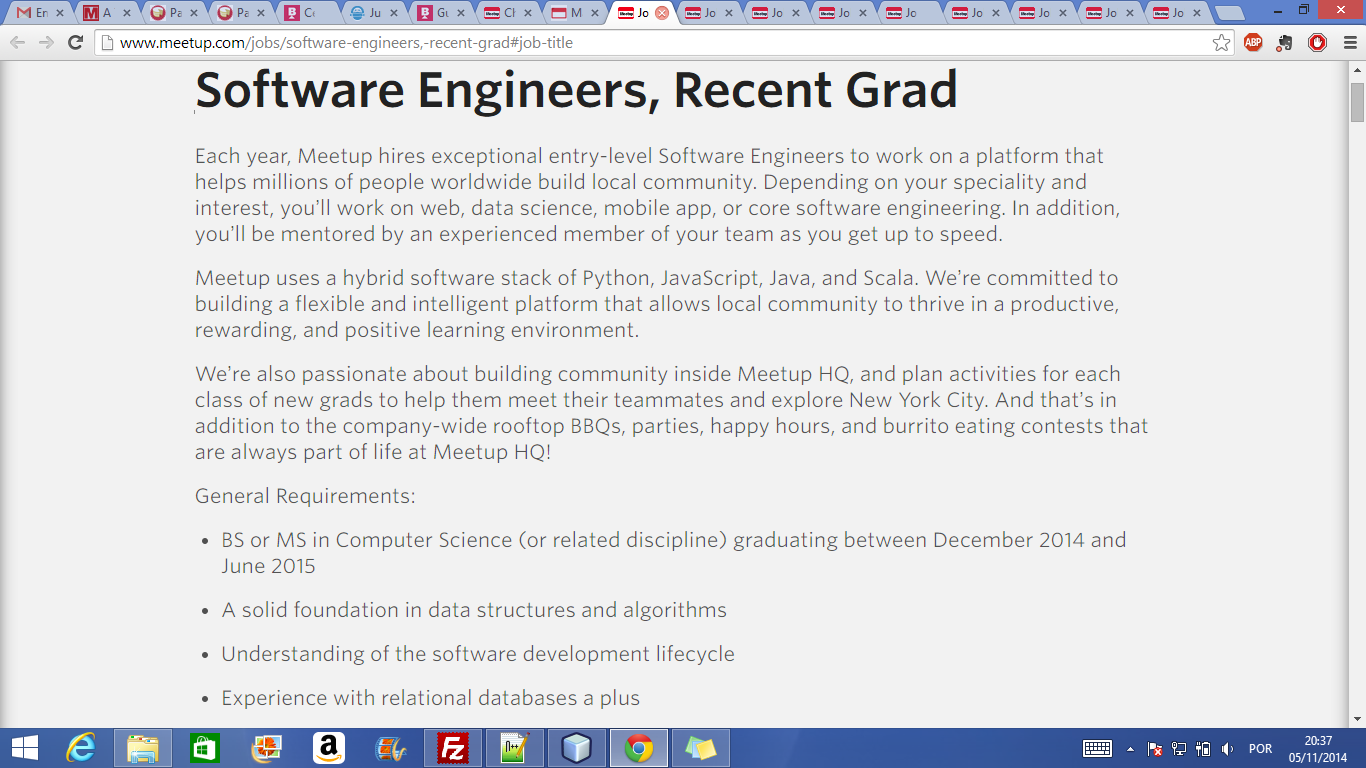 En
A
Pa
Pa
Ce
Ju
Gu
Ch
M
Jo
Jo
Jo
Jo
Jo
Jo
Jo
Jo
Jo
www.meetup.com/jobs/software-engineers,-recent-grad#job-title
ABP
Software Engineers, Recent Grad
Each year, Meetup hires exceptional entry-level Software Engineers to work on a platform that
helps millions of people worldwide build local community. Depending on your speciality and
interest, you’ll work on web, data science, mobile app, or core software engineering. In addition,
you’ll be mentored by an experienced member of your team as you get up to speed.
Meetup uses a hybrid software stack of Python, JavaScript, Java, and Scala. We’re committed to
building a flexible and intelligent platform that allows local community to thrive in a productive,
rewarding, and positive learning environment.
We’re also passionate about building community inside Meetup HQ, and plan activities for each
class of new grads to help them meet their teammates and explore New York City. And that’s in
addition to the company-wide rooftop BBQs, parties, happy hours, and burrito eating contests that
are always part of life at Meetup HQ!
General Requirements:
• BS or MS in Computer Science (or related discipline) graduating between December 2014 and
June 2015
• A solid foundation in data structures and algorithms
• Understanding of the software development lifecycle
• Experience with relational databases a plus
POR
20:37
05/11/2014